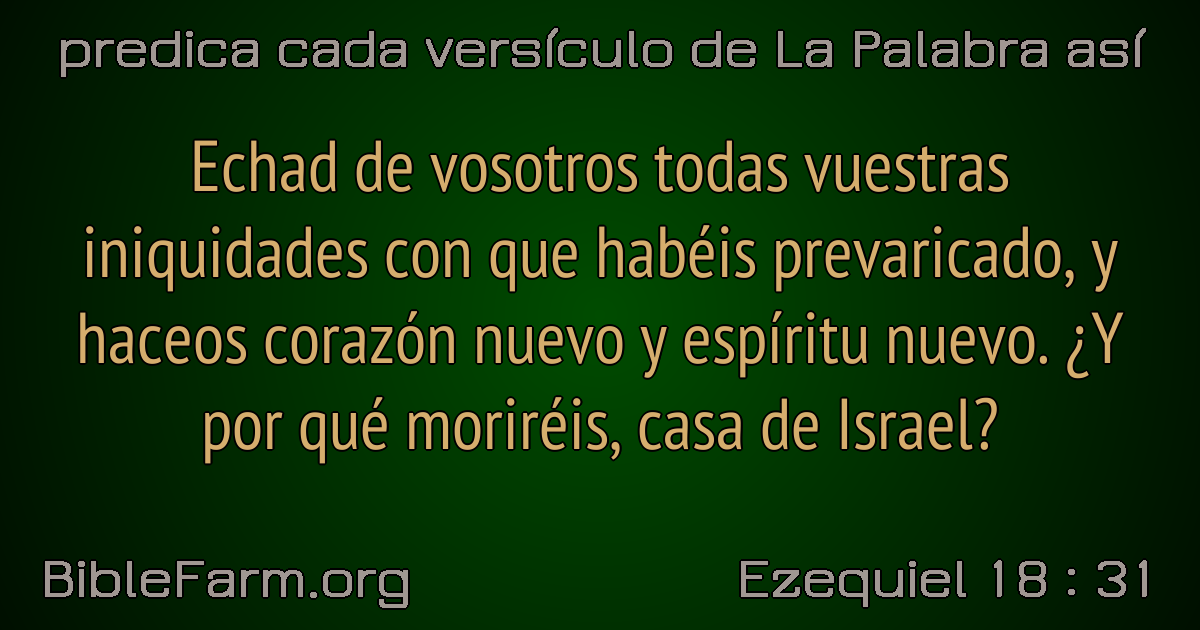 predica cada versículo de La Palabra así
Echad de vosotros todas vuestras
iniquidades con que habéis prevaricado, y
haceos corazón nuevo y espíritu nuevo. ¿Y
por qué moriréis, casa de Israel?
BibleFarm.org
Ezequiel 18 : 31